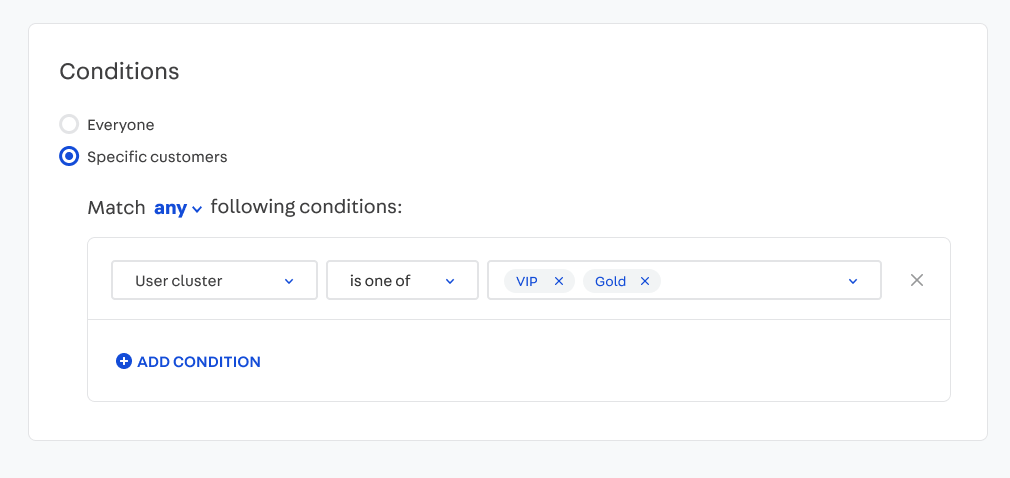 Conditions
Everyone
Specific customers
Match any following conditions:
User cluster is one of VIP Gold
ADD CONDITION